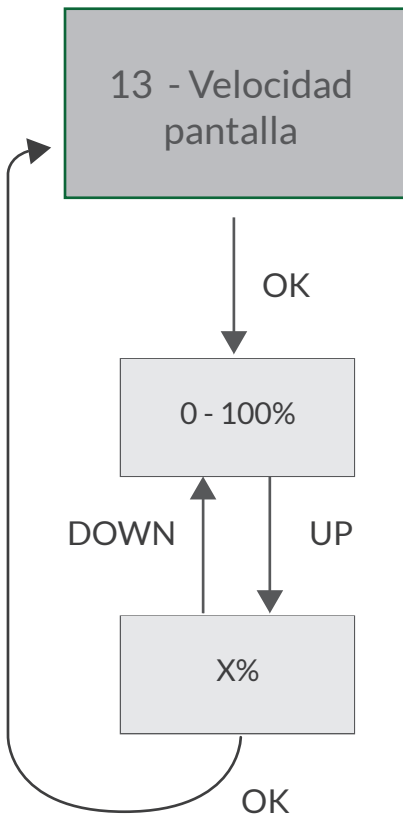 13 - Velocidad
pantalla
OK
0 - 100%
DOWN
UP
X%
OK